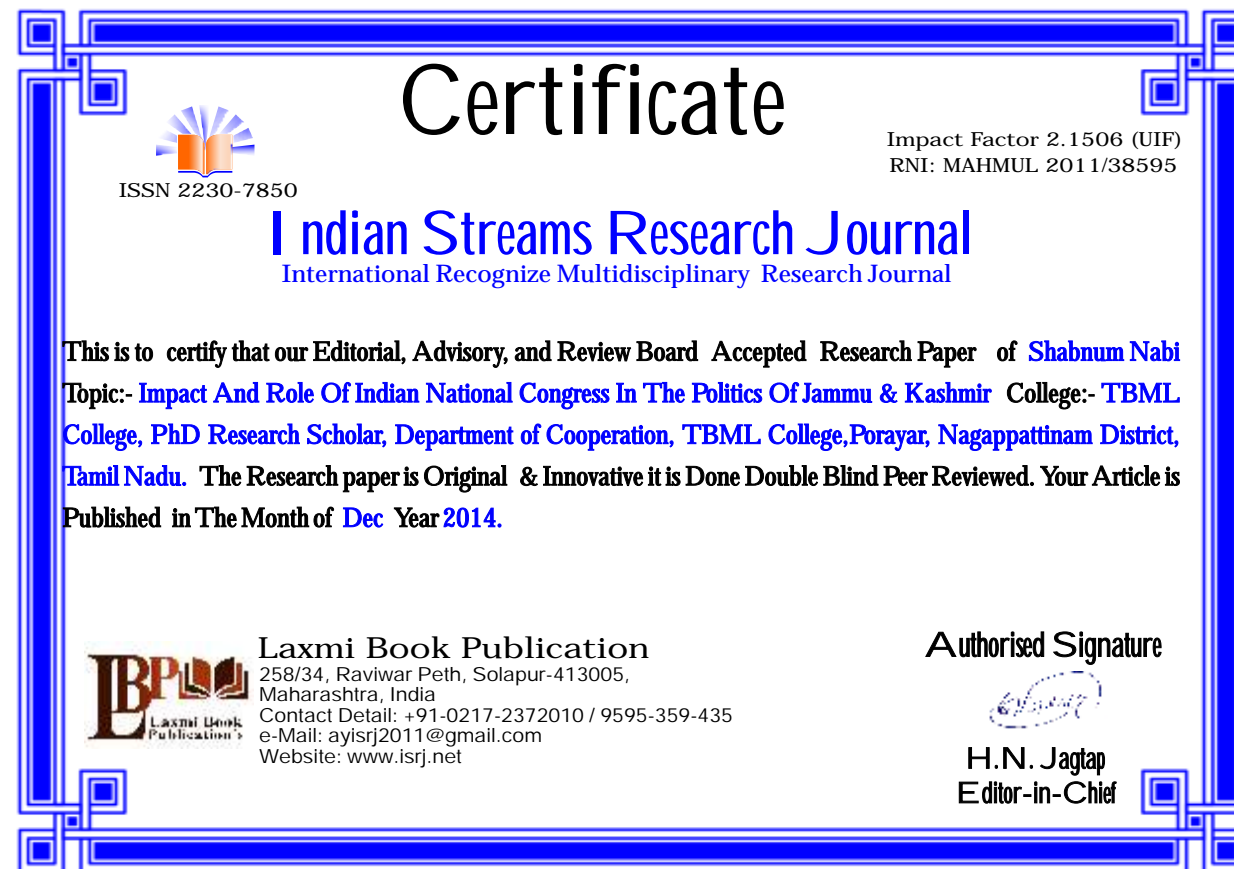 Certificate
Impact Factor 2.1506 (UIF)
RNI: MAHMUL 2011/38595
ISSN 2230-7850
Indian Streams Research Journal
International Recognize Multidisciplinary Research Journal
This is to certify that our Editorial, Advisory, and Review Board Accepted Research Paper of Shabnum Nabi
Topic:- Impact And Role Of Indian National Congress In The Politics Of Jammu & Kashmir College:- TBML
College, PhD Research Scholar, Department of Cooperation, TBML College,Porayar, Nagappattinam District,
Tamil Nadu. The Research paper is Original & Innovative it is Done Double Blind Peer Reviewed. Your Article is
Published in The Month of Dec Year 2014.
LBP
Laxmi Book
Publication's
Laxmi Book Publication
258/34, Raviwar Peth, Solapur-413005,
Maharashtra, India
Contact Detail: +91-0217-2372010 / 9595-359-435
e-Mail: ayisrj2011@gmail.com
Website: www.isrj.net
Authorised Signature
H.N. Jagtap
Editor-in-Chief